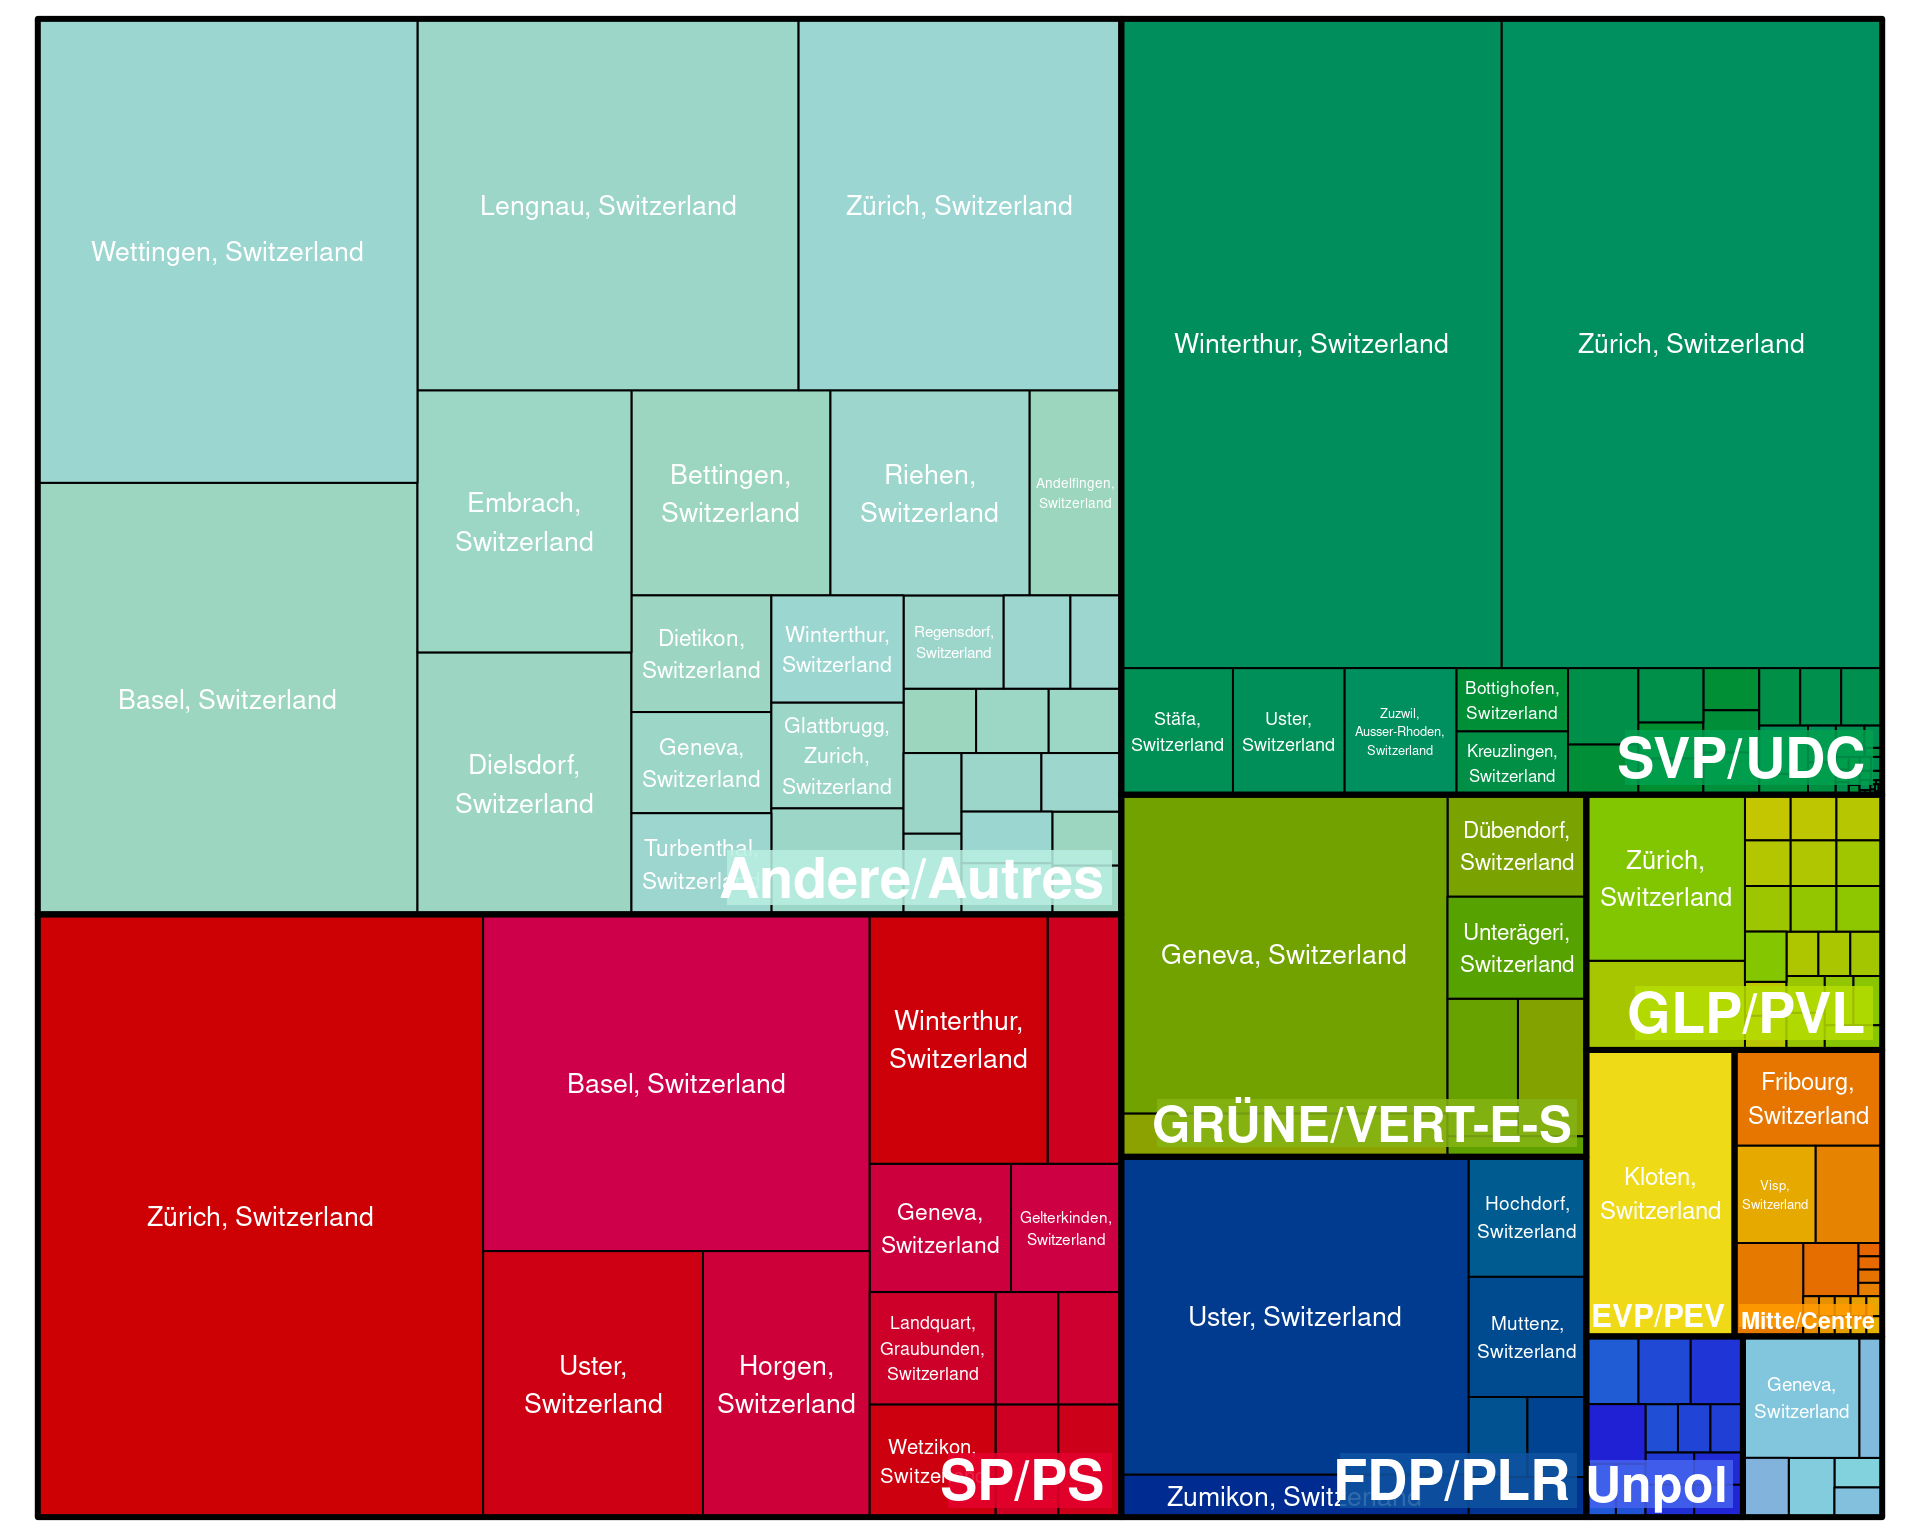 Wettingen, Switzerland
Lengnau, Switzerland
Zürich, Switzerland
Basel, Switzerland
Embrach,
Switzerland
Bettingen,
Switzerland
Riehen,
Switzerland
Andelfingen,
Switzerland
Dielsdorf,
Switzerland
Dietikon,
Switzerland
Winterthur,
Switzerland
Regensdorf,
Switzerland
Geneva,
Switzerland
Glattbrugg,
Zurich,
Switzerland
Turbenthal,
Switzerland
Andere/Autres
Winterthur, Switzerland
Zürich, Switzerland
Stäfa,
Switzerland
Uster,
Switzerland
Zuzwil,
Ausser-Rhoden,
Switzerland
Bottighofen,
Switzerland
Kreuzlingen,
Switzerland
SVP/UDC
Zürich, Switzerland
Basel, Switzerland
Uster,
Switzerland
Horgen,
Switzerland
Winterthur,
Switzerland
Geneva,
Switzerland
Gelterkinden,
Switzerland
Landquart,
Graubunden,
Switzerland
Wetzikon,
Switzerland
SP/PS
Geneva, Switzerland
Dübendorf,
Switzerland
Unterägeri,
Switzerland
GRÜNE/VERT-E-S
Zürich,
Switzerland
GLP/PVL
Uster, Switzerland
Hochdorf,
Switzerland
Muttenz,
Switzerland
Zumikon, Switzerland
FDP/PLR
Kloten,
Switzerland
EVP/PEV
Fribourg,
Switzerland
Visp,
Switzerland
Mitte/Centre
Unpol
Geneva,
Switzerland